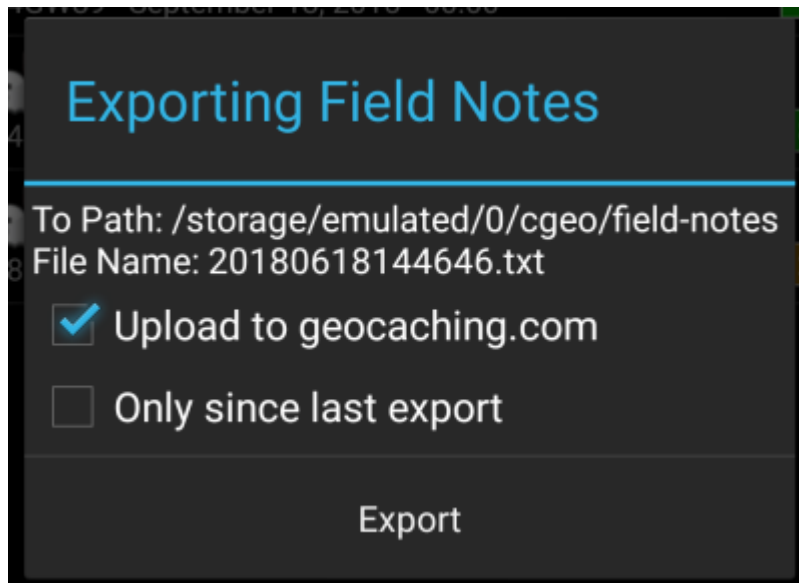 Exporting Field Notes
To Path: /storage/emulated/0/cgeo/field-notes
File Name: 20180618144646.txt
Upload to geocaching.com
Only since last export
Export